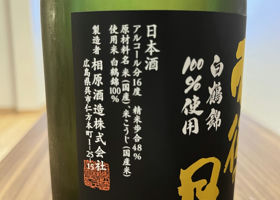 白鶴錦
100%使用
日本酒
アルコール分16度 精米歩合48%
原材料名 米(国産) 米こうじ(国産米)
使用米 白鶴錦100%
製造者 相原酒造株式会社
広島県呉市仁方本町1-25-15